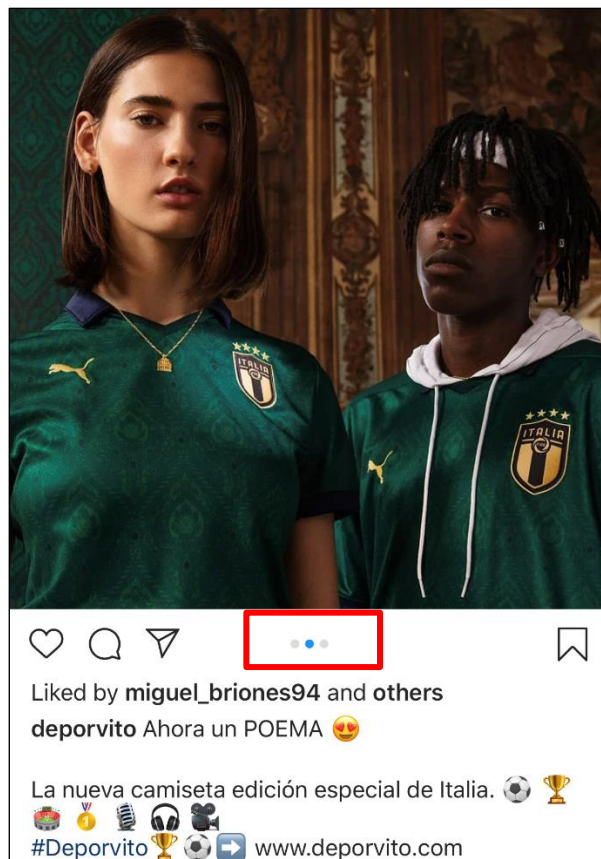 ITALIA
ITALIA
Liked by miguel_briones94 and others
deporvito Ahora un POEMA 😍
La nueva camiseta edición especial de Italia. ⚽ 🏆
🏟️ 🏅 🎙️ 🎧 🎥
#Deporvito🏆 ⚽ ➡️ www.deporvito.com